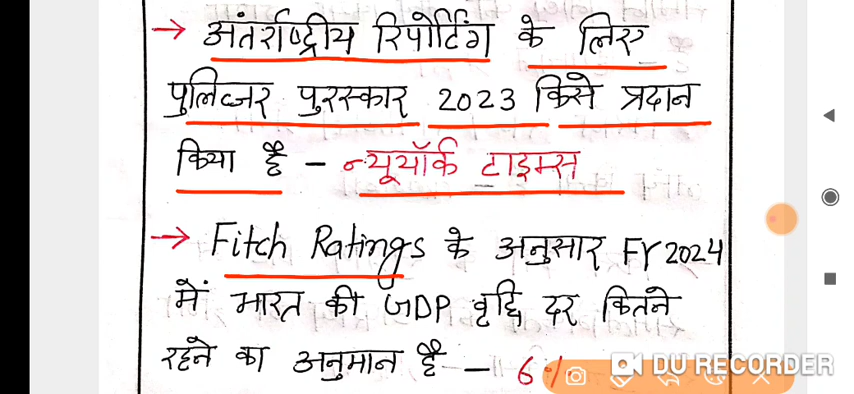 → अंतर्राष्ट्रीय रिपोर्टिंग के लिए
पुलित्जर पुरस्कार 2023 किसे प्रदान
किया है - न्यूयॉर्क टाइम्स
→ Fitch Ratings के अनुसार FY2024
में भारत की GDP वृद्धि दर कितने
रहने का अनुमान है - 6%
DU RECORDER